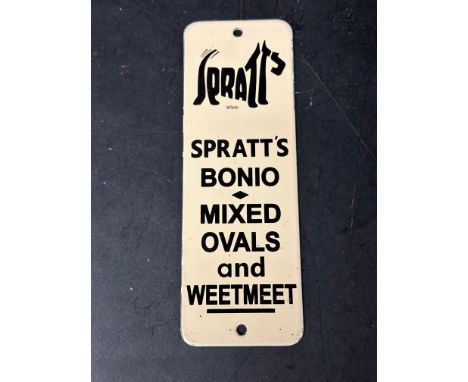 SPRATT'S
SPRATT'S
BONIO
MIXED
OVALS
and
WEETMEET